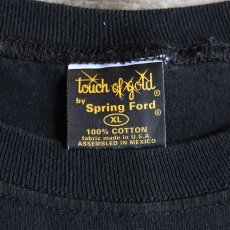 touch of gold®
by
Spring Ford®
XL
100% COTTON
fabric made in U.S.A.
ASSEMBLED IN MEXICO